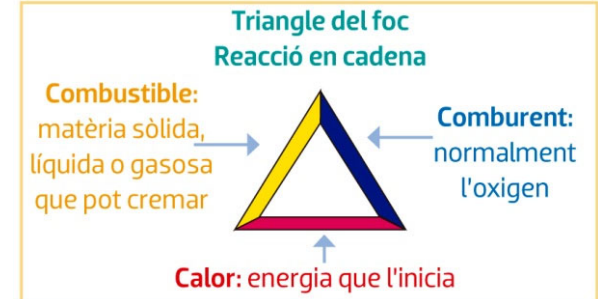 Triangle del foc
Reacció en cadena
Combustible:
matèria sòlida,
líquida o gasosa
que pot cremar
Comburent:
normalment
l'oxigen
Calor: energia que l'inicia